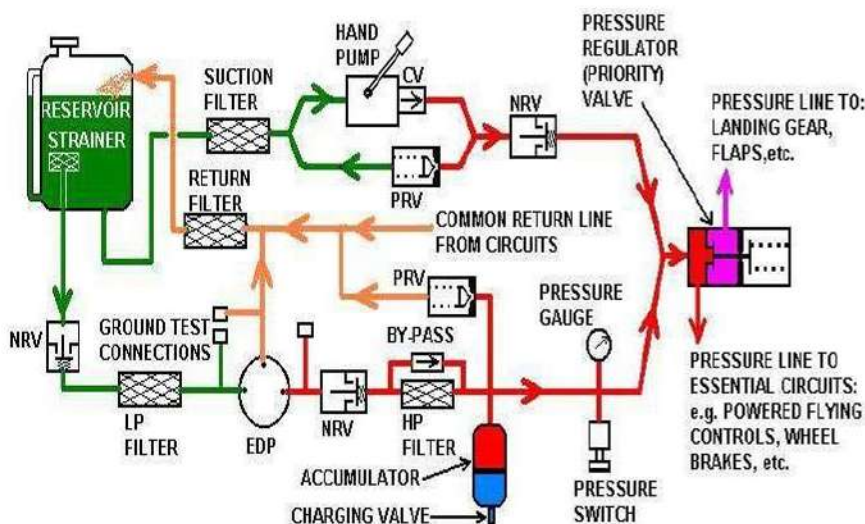 HAND
PUMP
CV
SUCTION
FILTER
NRV
PRESSURE
REGULATOR
(PRIORITY)
VALVE
PRESSURE LINE TO:
LANDING GEAR,
FLAPS,etc.
RESERVOIR
STRAINER
RETURN
FILTER
PRV
COMMON RETURN LINE
FROM CIRCUITS
PRV
PRESSURE
GAUGE
NRV
GROUND TEST
CONNECTIONS
BY-PASS
PRESSURE LINE TO
ESSENTIAL CIRCUITS:
e.g. POWERED FLYING
CONTROLS, WHEEL
BRAKES, etc.
LP
FILTER
EDP
NRV
HP
FILTER
ACCUMULATOR
CHARGING VALVE
PRESSURE
SWITCH